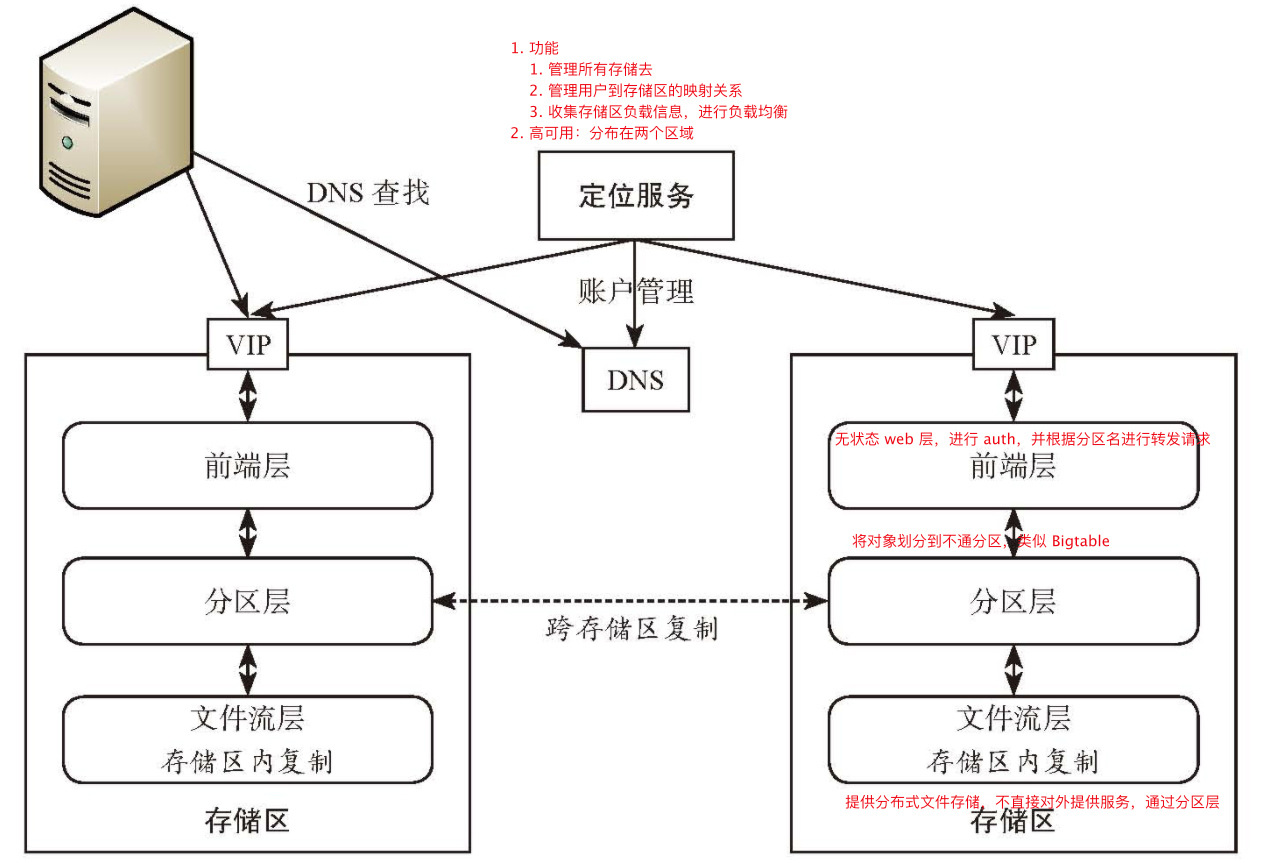 1. 功能
1. 管理所有存储去
2. 管理用户到存储区的映射关系
3. 收集存储区负载信息，进行负载均衡
2. 高可用：分布在两个区域
DNS 查找
定位服务
账户管理
VIP
VIP
DNS
无状态 web 层，进行 auth，并根据分区名进行转发请求
前端层
前端层
将对象划分到不通分区，类似 Bigtable
分区层
分区层
跨存储区复制
文件流层
存储区内复制
文件流层
存储区内复制
提供分布式文件存储，不直接对外提供服务，通过分区层
存储区
存储区